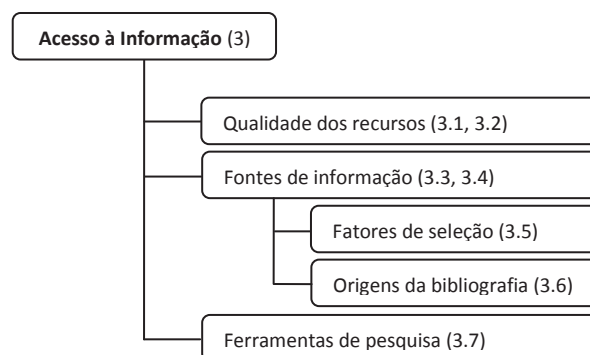 Acesso à Informação (3)
Qualidade dos recursos (3.1, 3.2)
Fontes de informação (3.3, 3.4)
Fatores de seleção (3.5)
Origens da bibliografia (3.6)
Ferramentas de pesquisa (3.7)